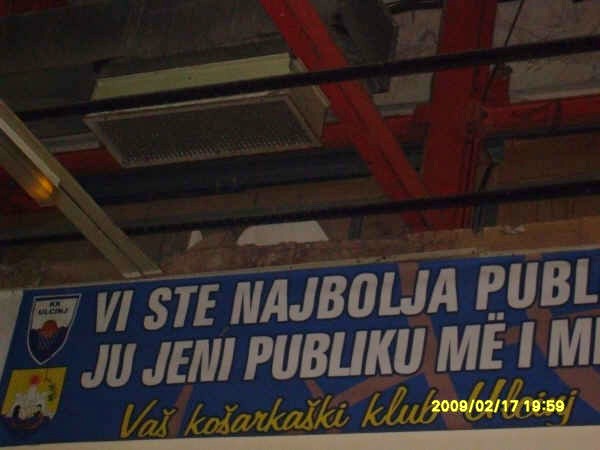 KK
ULCINJ
VI STE NAJBOLJA PUBL
JU JENI PUBLIKU MË I MI
Vaš košarkaški klub Ulcinj
2009/02/17 19:59